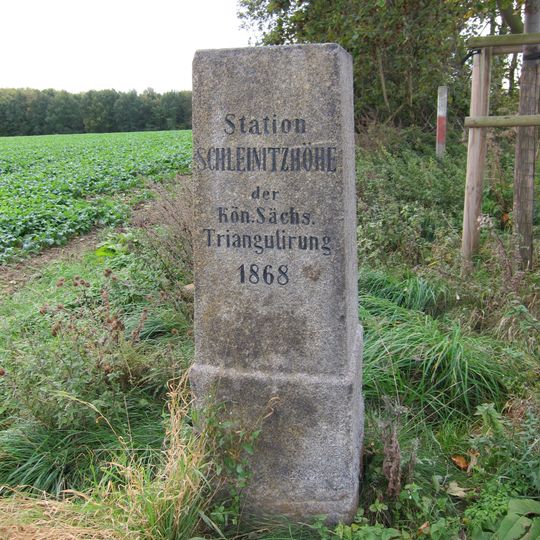 Station
SCHLEINITZHÖHE
der
Kön. Sächs.
Triangulirung
1868